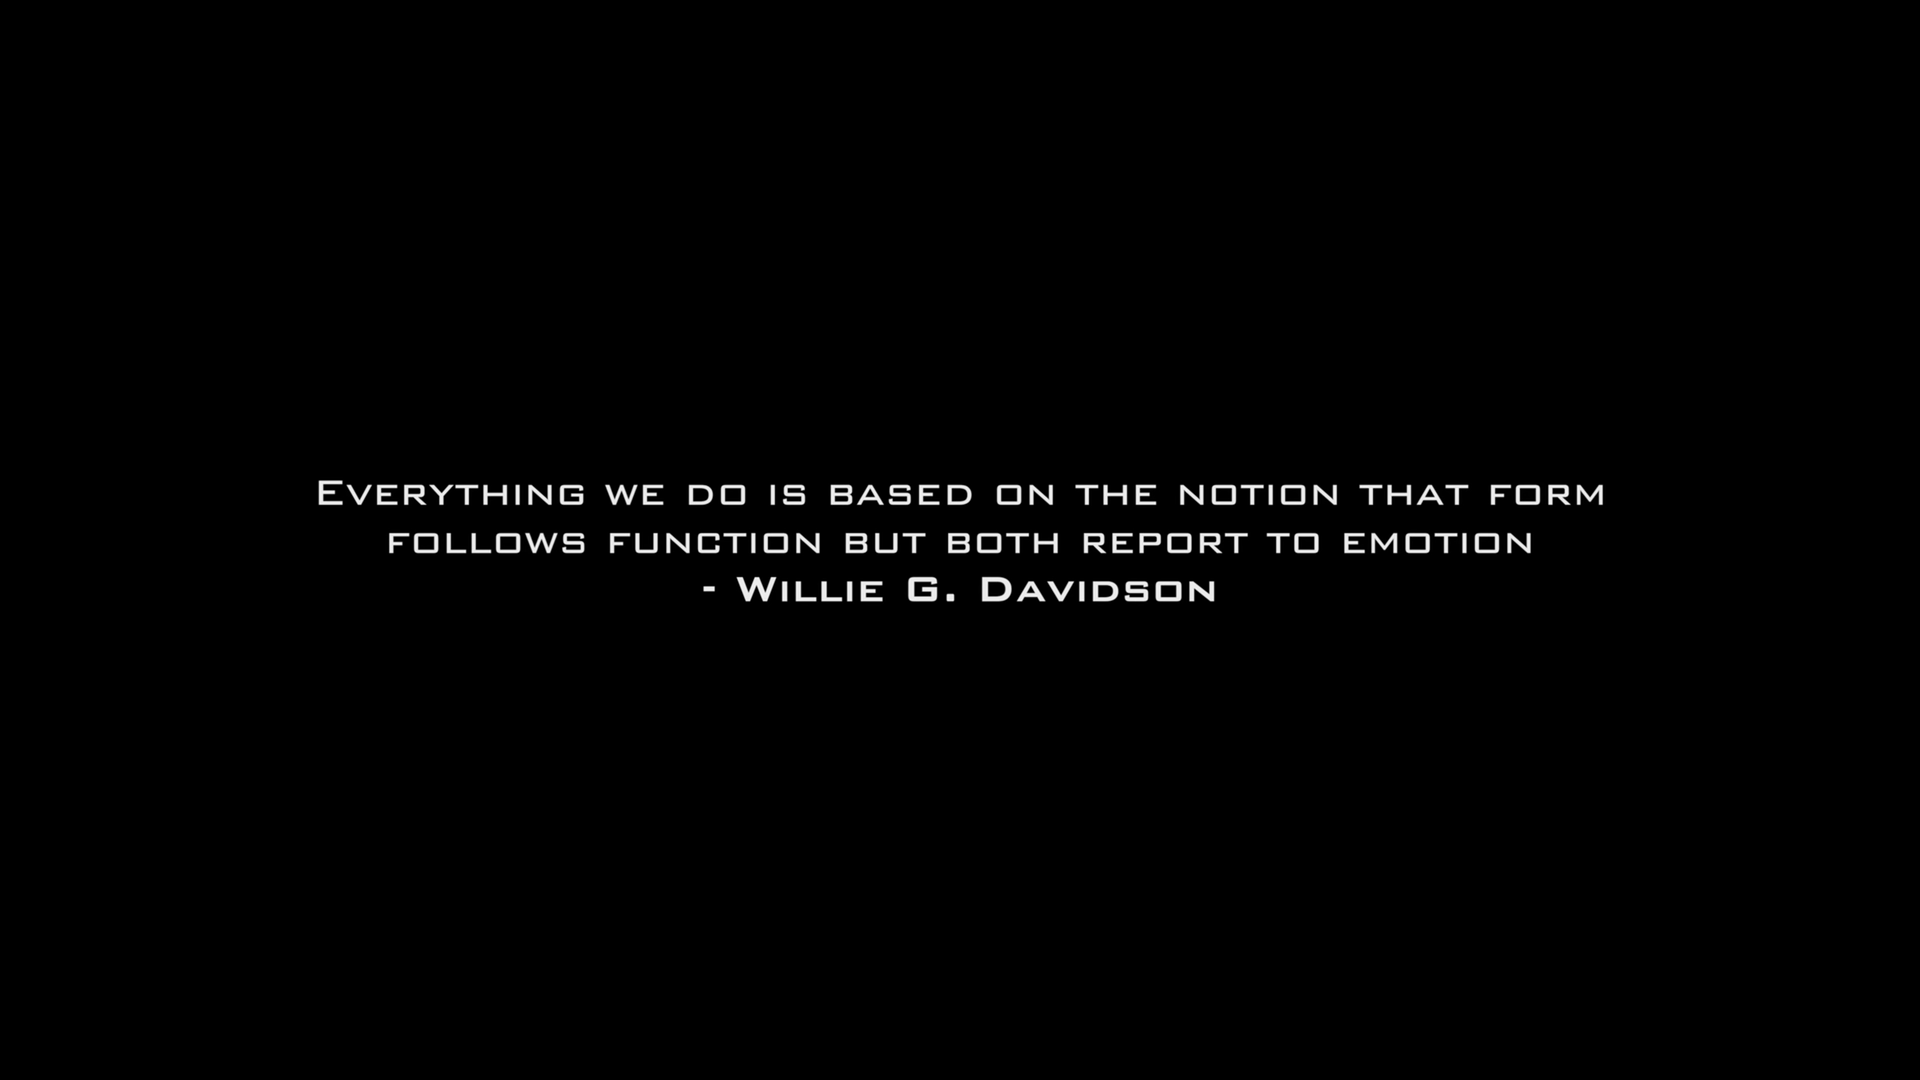 Everything we do is based on the notion that form
follows function but both report to emotion
- Willie G. Davidson